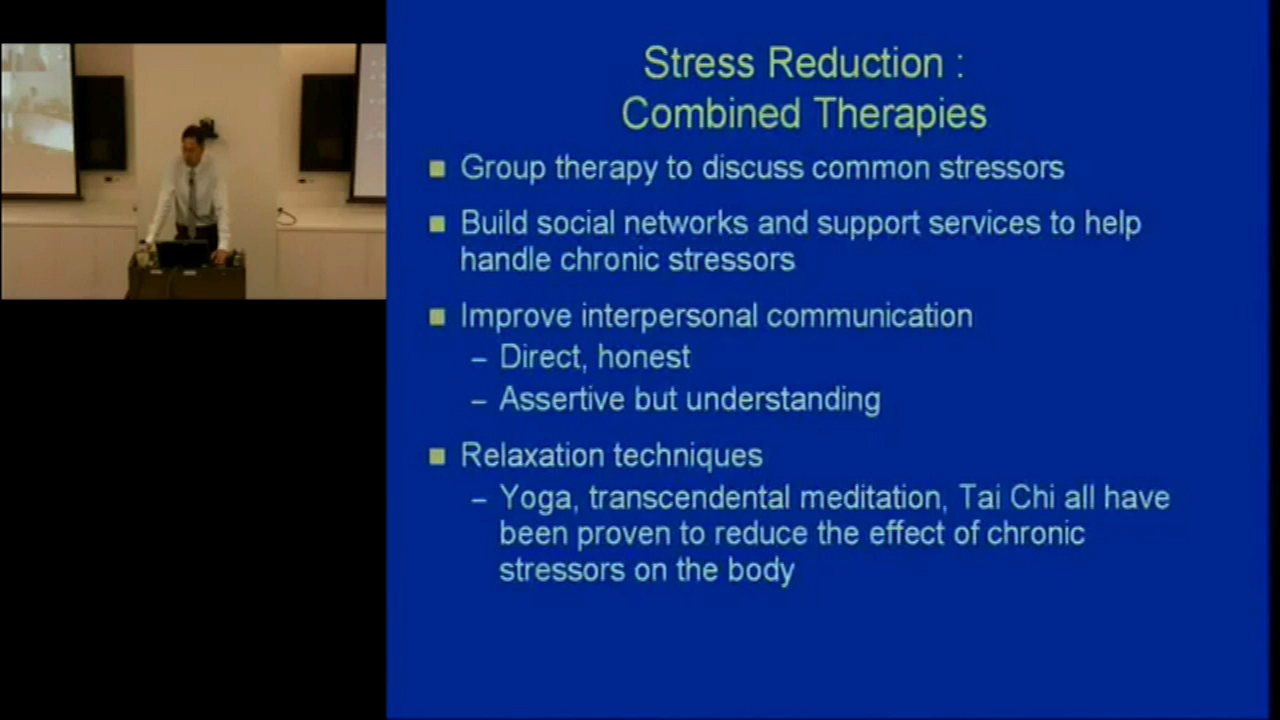 Stress Reduction :
Combined Therapies
■ Group therapy to discuss common stressors
■ Build social networks and support services to help
handle chronic stressors
■ Improve interpersonal communication
– Direct, honest
– Assertive but understanding
■ Relaxation techniques
– Yoga, transcendental meditation, Tai Chi all have
been proven to reduce the effect of chronic
stressors on the body